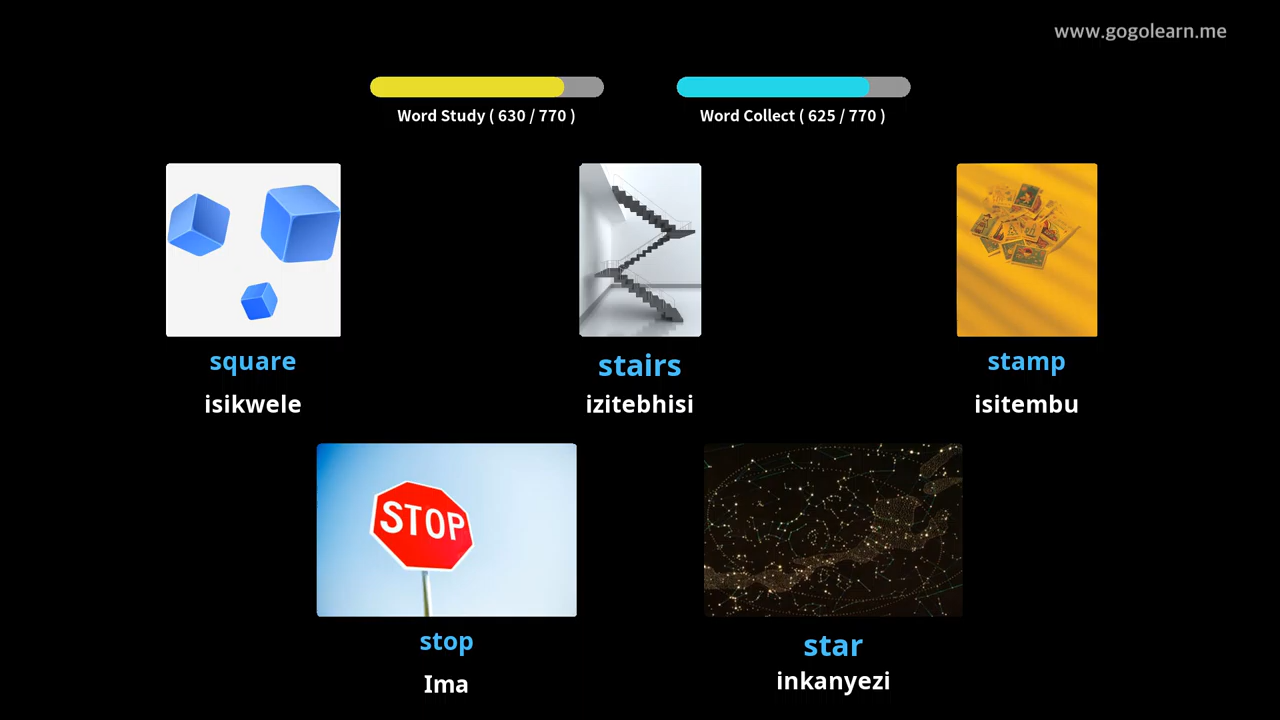 www.gogolearn.me
Word Study ( 630 / 770 )
Word Collect ( 625 / 770 )
square
isikwele
stairs
izitebhisi
stamp
isitembu
STOP
stop
Ima
star
inkanyezi